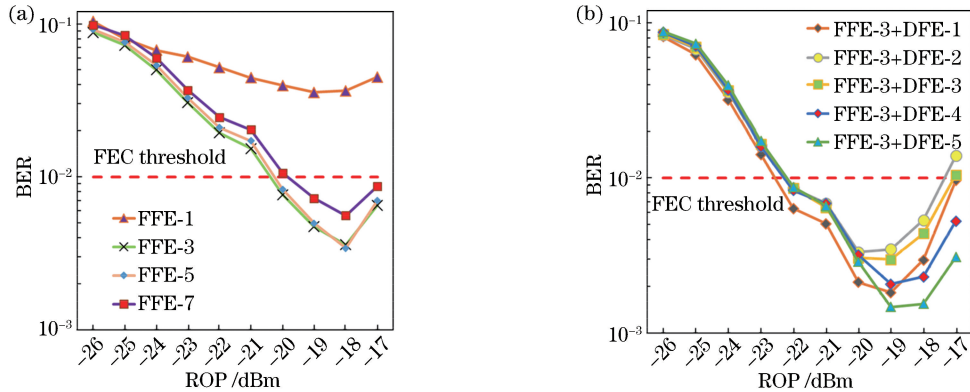 (a)
10⁻¹
10⁻²
10⁻³
BER
FEC threshold
FFE-1
FFE-3
FFE-5
FFE-7
−26
−25
−24
−23
−22
−21
−20
−19
−18
−17
ROP /dBm
(b)
10⁻¹
10⁻²
10⁻³
BER
FFE-3+DFE-1
FFE-3+DFE-2
FFE-3+DFE-3
FFE-3+DFE-4
FFE-3+DFE-5
FEC threshold
−26
−25
−24
−23
−22
−21
−20
−19
−18
−17
ROP /dBm